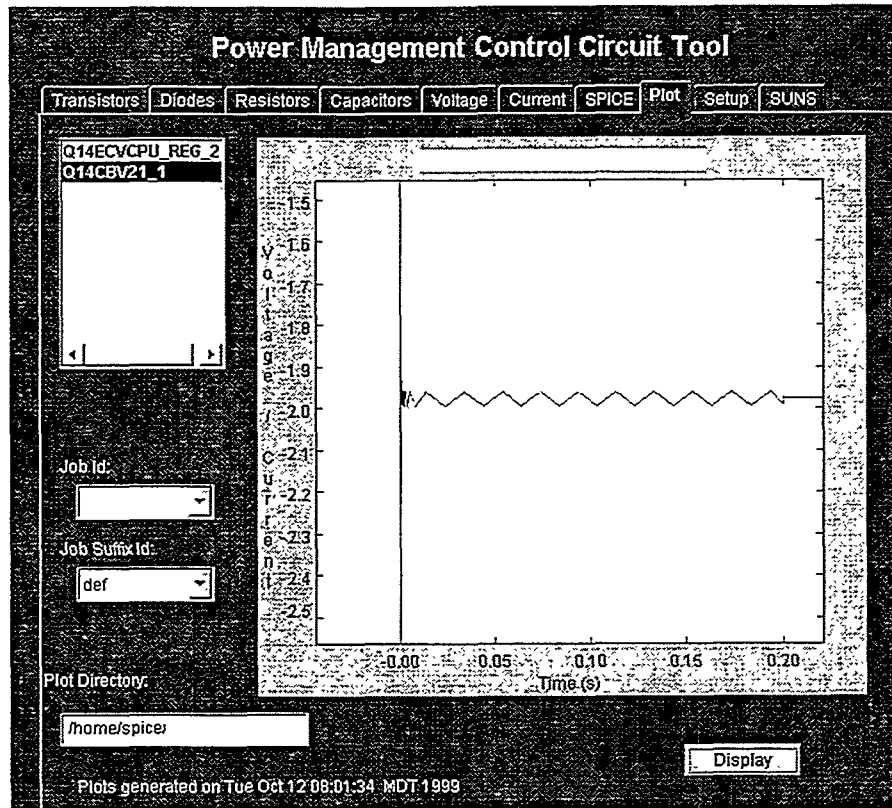 Power Management Control Circuit Tool
Transistors Diodes Resistors Capacitors Voltage Current SPICE Plot Setup SUNS
Q14ECVCPU_REG_2
Q14CBV21_1
Voltage / Current
-1.5
-1.6
-1.7
-1.8
-1.9
-2.0
-2.1
-2.2
-2.3
-2.4
-2.5
0.00 0.05 0.10 0.15 0.20
Time (s)
Job Id:
Job Suffix Id:
def
Plot Directory:
/home/spice/
Display
Plots generated on Tue Oct 12 08:01:34 MDT 1999